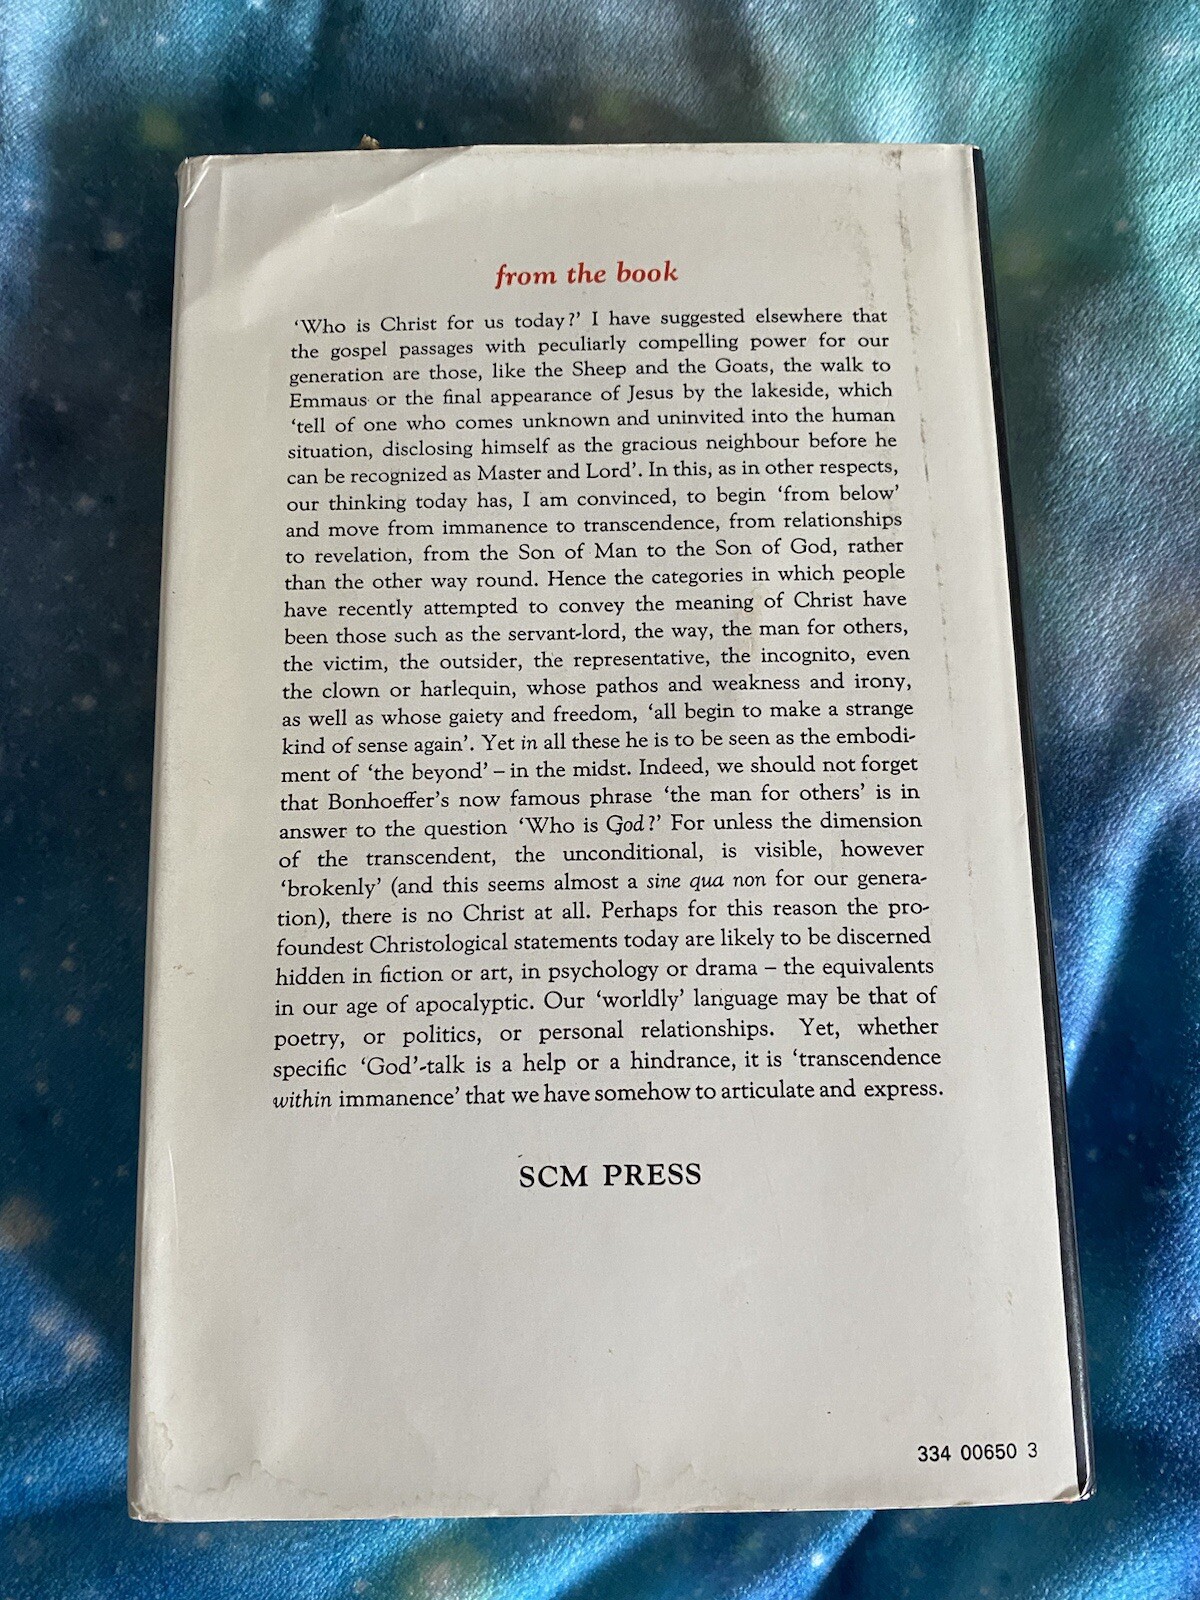 from the book
‘Who is Christ for us today?’ I have suggested elsewhere that
the gospel passages with peculiarly compelling power for our
generation are those, like the Sheep and the Goats, the walk to
Emmaus or the final appearance of Jesus by the lakeside, which
‘tell of one who comes unknown and uninvited into the human
situation, disclosing himself as the gracious neighbour before he
can be recognized as Master and Lord’. In this, as in other respects,
our thinking today has, I am convinced, to begin ‘from below’
and move from immanence to transcendence, from relationships
to revelation, from the Son of Man to the Son of God, rather
than the other way round. Hence the categories in which people
have recently attempted to convey the meaning of Christ have
been those such as the servant-lord, the way, the man for others,
the victim, the outsider, the representative, the incognito, even
the clown or harlequin, whose pathos and weakness and irony,
as well as whose gaiety and freedom, ‘all begin to make a strange
kind of sense again’. Yet in all these he is to be seen as the embodi-
ment of ‘the beyond’ – in the midst. Indeed, we should not forget
that Bonhoeffer’s now famous phrase ‘the man for others’ is in
answer to the question ‘Who is God?’ For unless the dimension
of the transcendent, the unconditional, is visible, however
‘brokenly’ (and this seems almost a sine qua non for our genera-
tion), there is no Christ at all. Perhaps for this reason the pro-
foundest Christological statements today are likely to be discerned
hidden in fiction or art, in psychology or drama – the equivalents
in our age of apocalyptic. Our ‘worldly’ language may be that of
poetry, or politics, or personal relationships. Yet, whether
specific ‘God’-talk is a help or a hindrance, it is ‘transcendence
within immanence’ that we have somehow to articulate and express.
SCM PRESS
334 00650 3